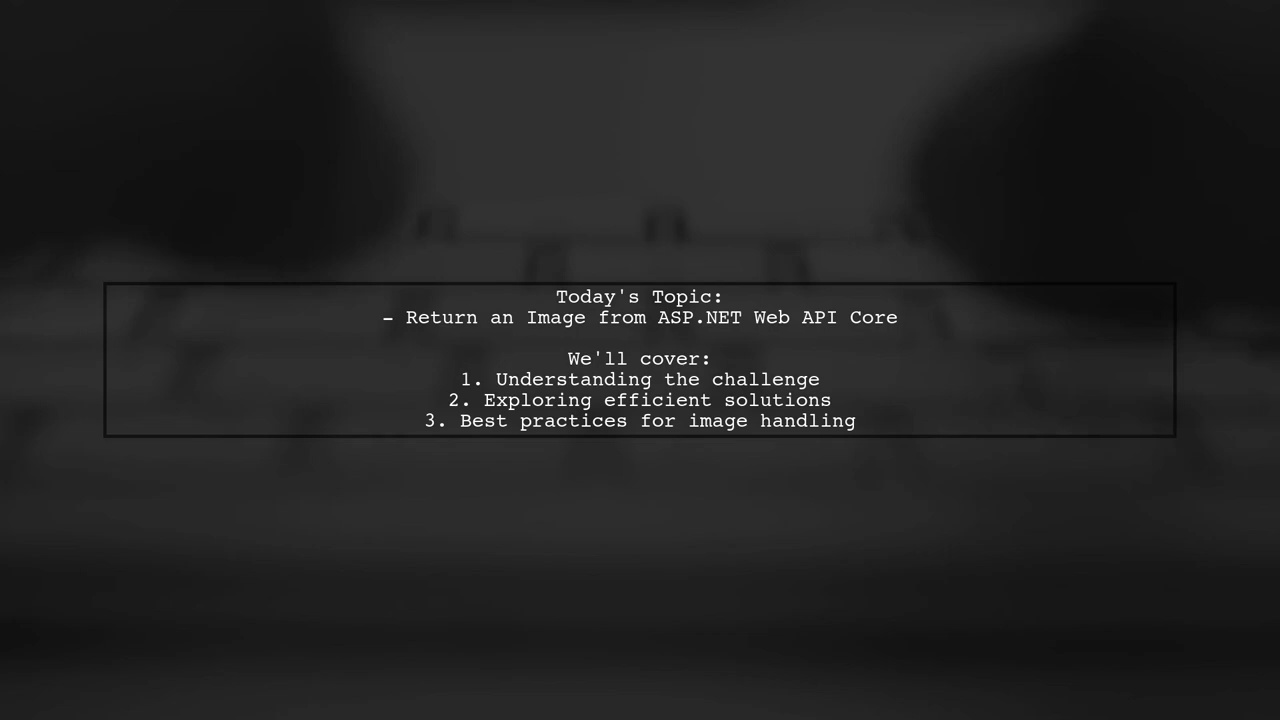 Today's Topic:
- Return an Image from ASP.NET Web API Core
We'll cover:
1. Understanding the challenge
2. Exploring efficient solutions
3. Best practices for image handling